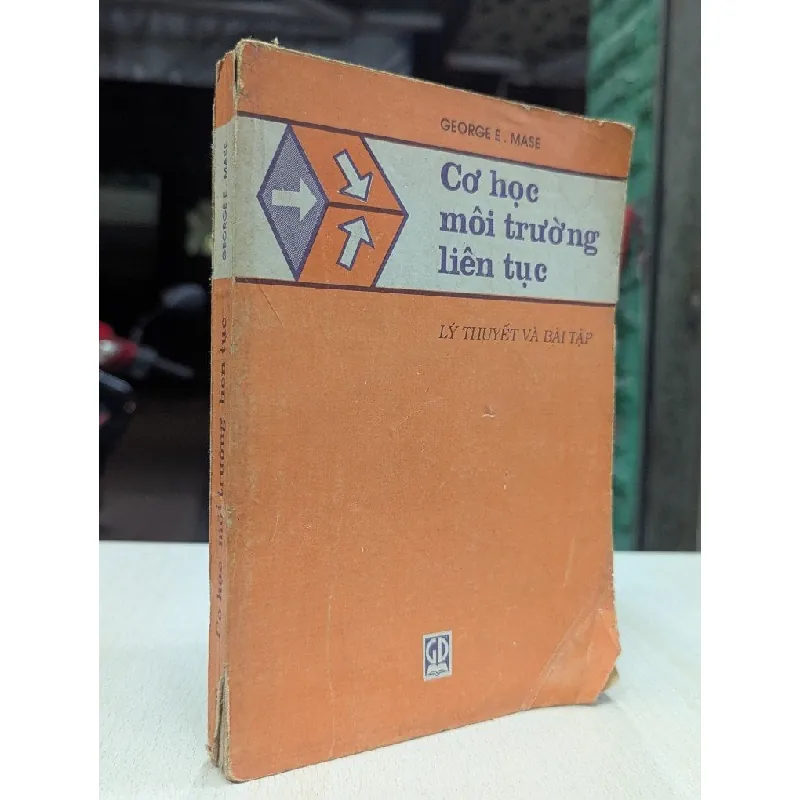 GEORGE E. MASE
Cơ học
môi trường
liên tục
LÝ THUYẾT VÀ BÀI TẬP
GD
GEORGE E. MASE
Cơ học môi trường liên tục